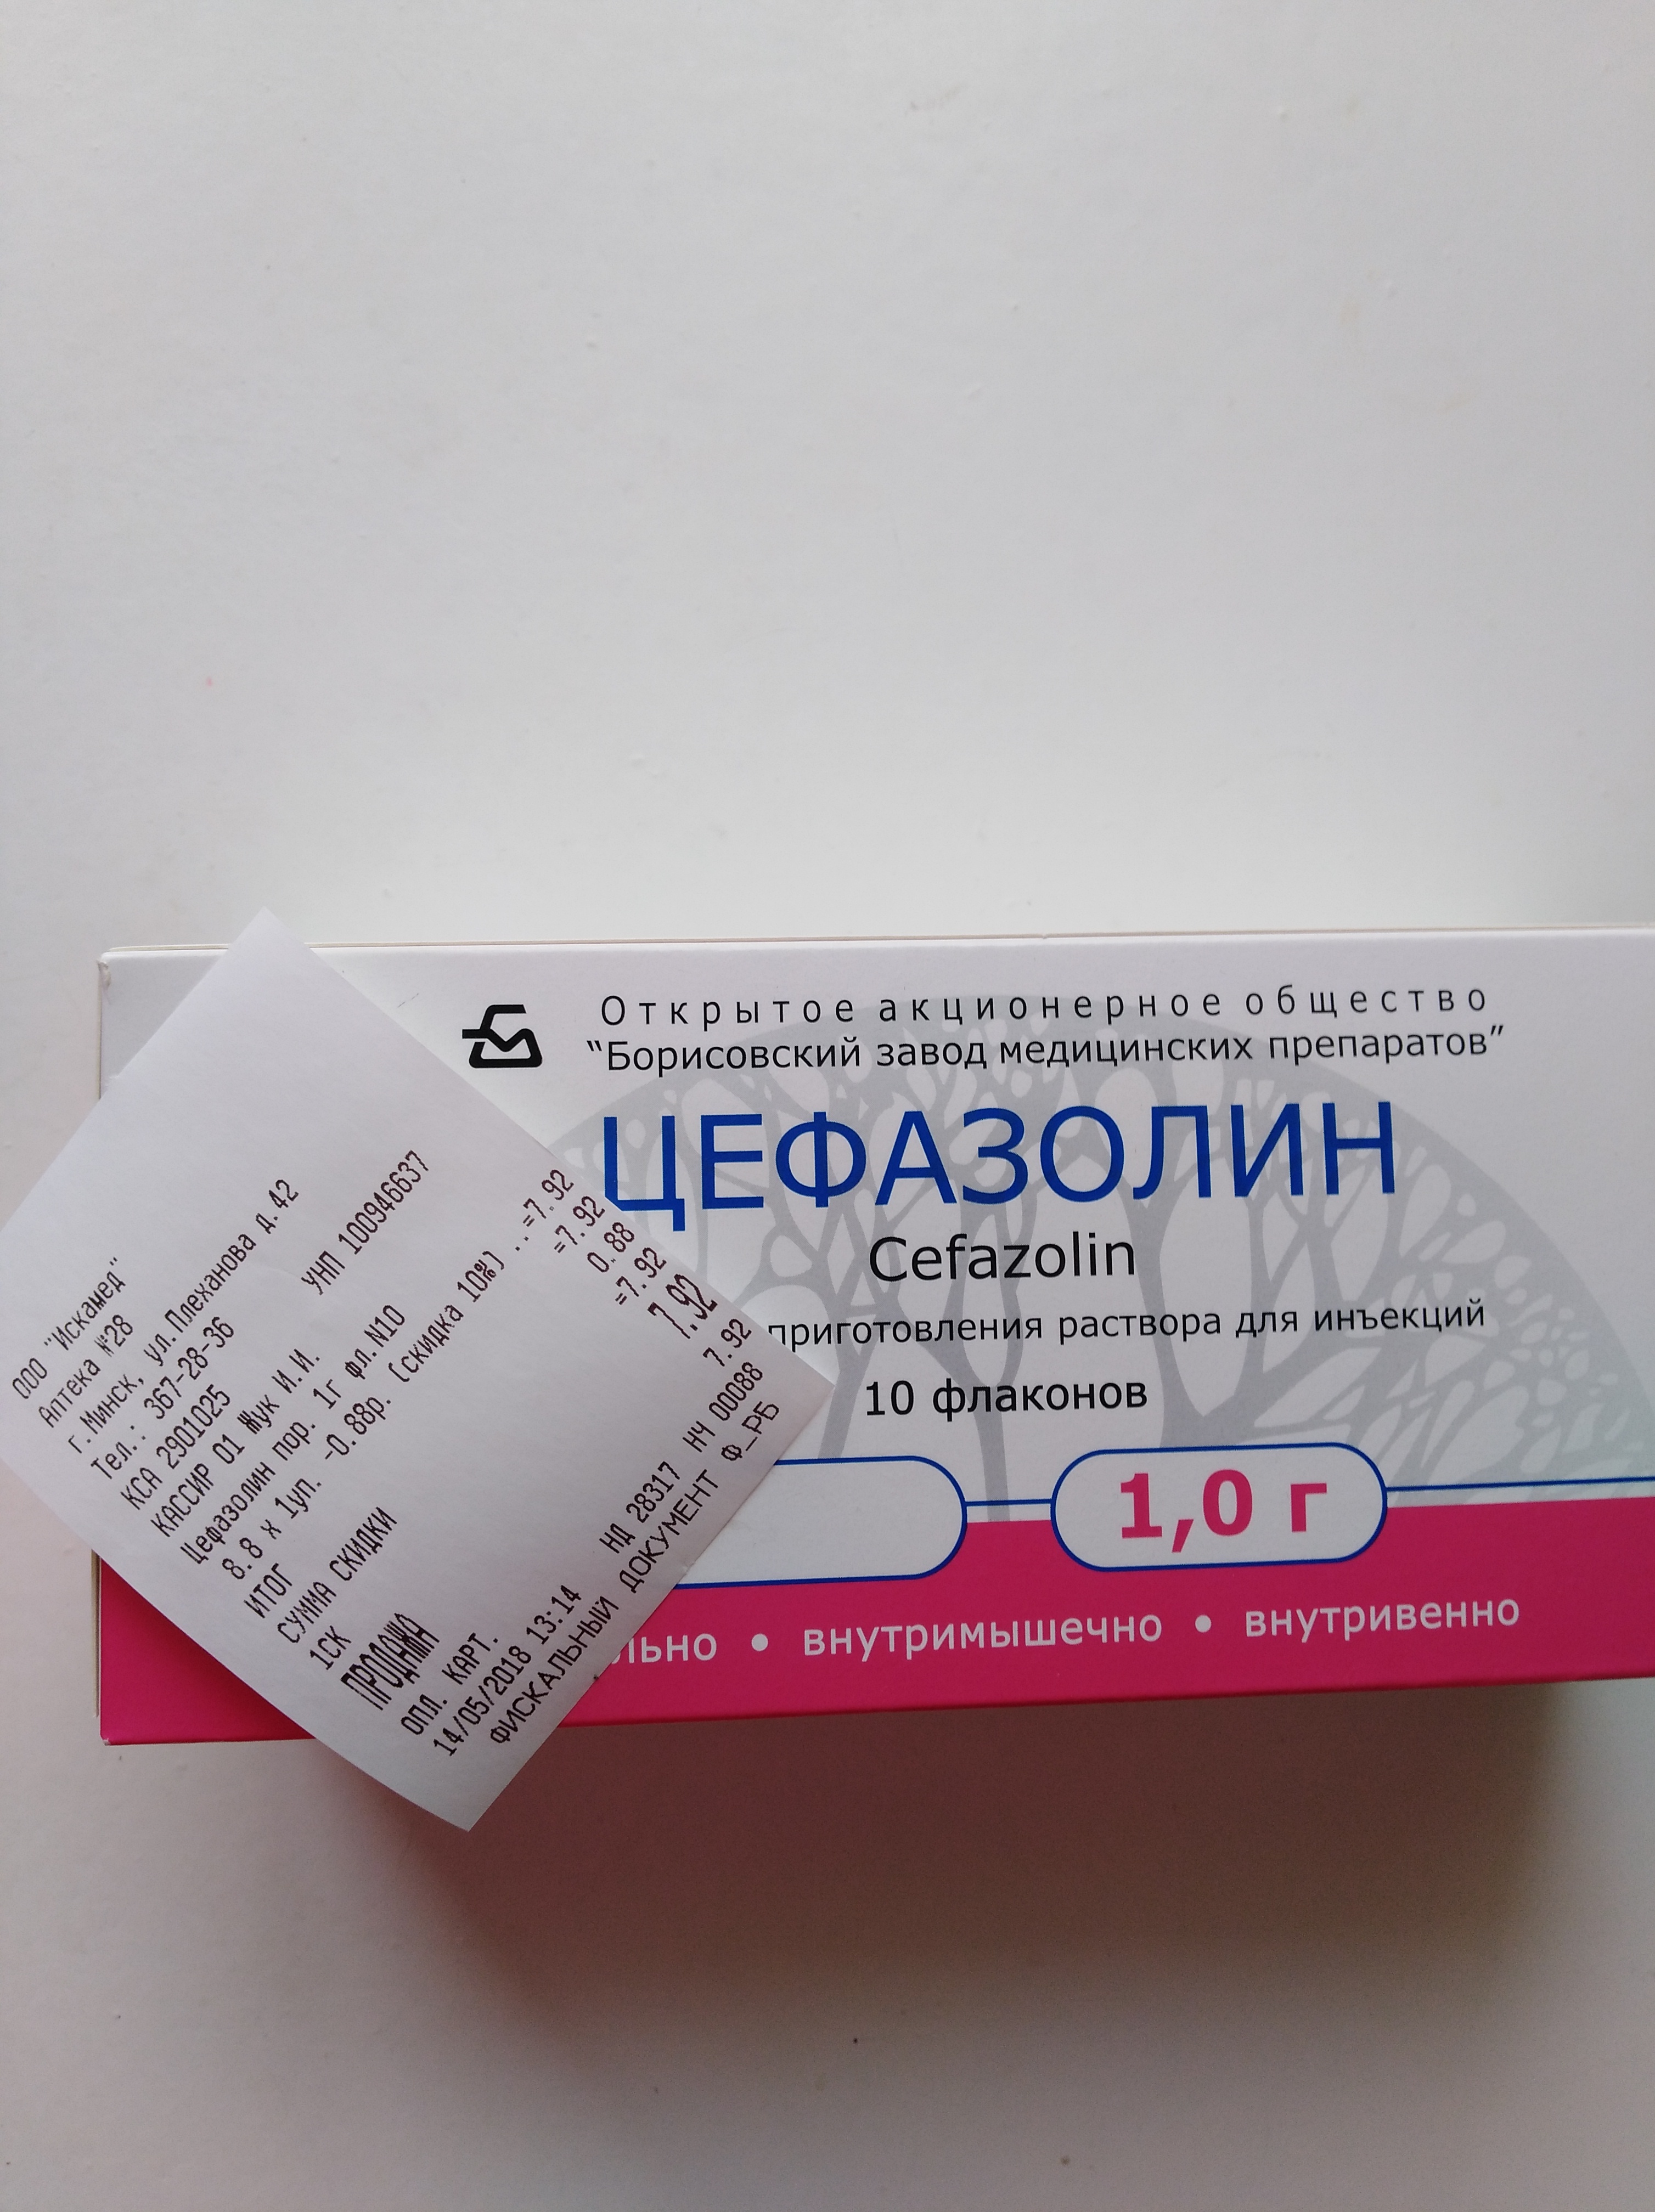 ООО "Искамед"
Аптека №28
г.Минск, ул.Плеханова д.42
Тел.: 367-28-36
КСА 2901025 УНП 100946637
КАССИР 01 Жук И.И.
Цефазолин пор. 1г фл.N10
8.8 x 1уп. -0.88р. (скидка 10%) ..=7.92
ИТОГ =7.92
СУММА СКИДКИ 0.88
1СК =7.92
ПРОДАЖА 7.92
ОПЛ. КАРТ. 7.92
14/05/2018 13:14 НД 28317 НЧ 00088
ФИСКАЛЬНЫЙ ДОКУМЕНТ Ф_РБ
Открытое акционерное общество
"Борисовский завод медицинских препаратов"
ЦЕФАЗОЛИН
Cefazolin
приготовления раствора для инъекций
10 флаконов
1,0 г
льно • внутримышечно • внутривенно